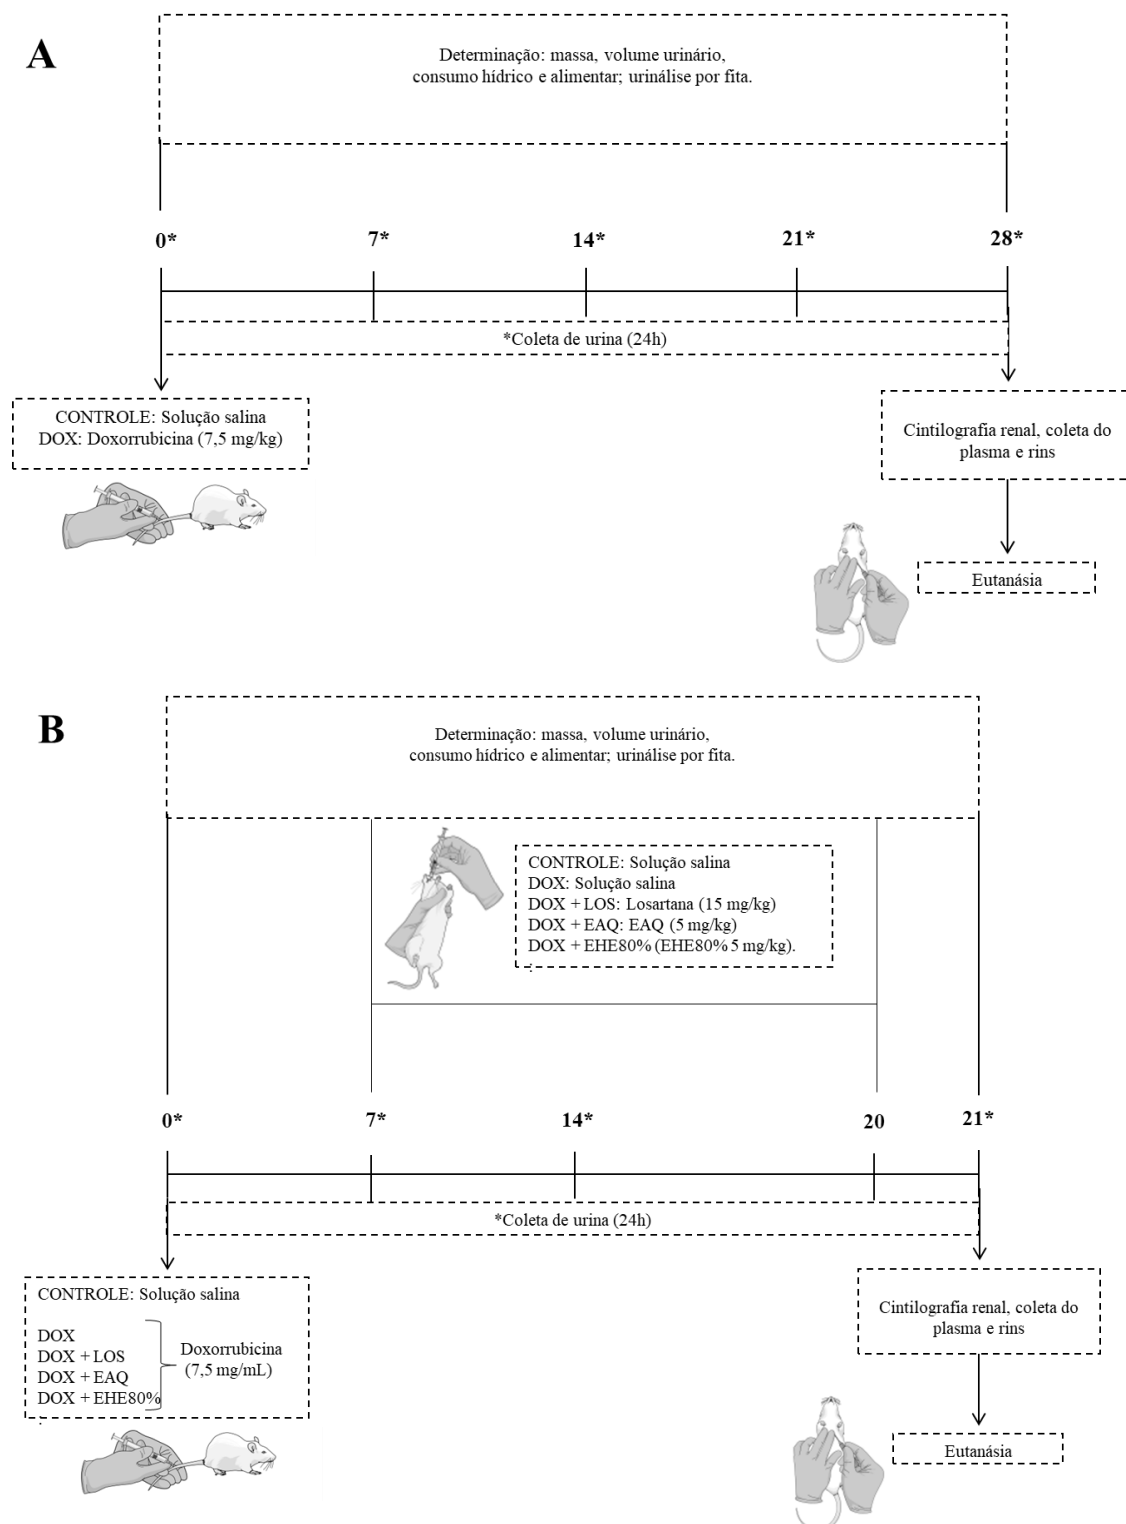 A
Determinação: massa, volume urinário,
consumo hídrico e alimentar; urinálise por fita.
0* 7* 14* 21* 28*
*Coleta de urina (24h)
CONTROLE: Solução salina
DOX: Doxorrubicina (7,5 mg/kg)
Cintilografia renal, coleta do
plasma e rins
Eutanásia
B
Determinação: massa, volume urinário,
consumo hídrico e alimentar; urinálise por fita.
CONTROLE: Solução salina
DOX: Solução salina
DOX + LOS: Losartana (15 mg/kg)
DOX + EAQ: EAQ (5 mg/kg)
DOX + EHE80% (EHE80% 5 mg/kg).
.
0* 7* 14* 20 21*
*Coleta de urina (24h)
CONTROLE: Solução salina
DOX
DOX + LOS
DOX + EAQ
DOX + EHE80%
.
Doxorrubicina
(7,5 mg/mL)
Cintilografia renal, coleta do
plasma e rins
Eutanásia